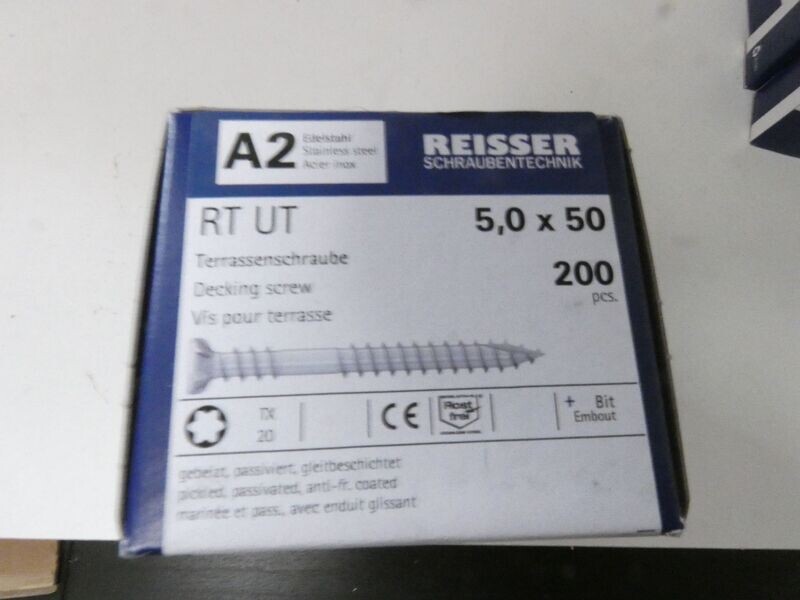 A2
Edelstahl
Stainless steel
Acier inox
REISSER
SCHRAUBENTECHNIK
RT UT
5,0 x 50
Terrassenschraube
200
pcs.
Decking screw
Vis pour terrasse
TX
20
CE
Rost
frei
+ Bit
Embout
gebeizt, passiviert, gleitbeschichtet
pickled, passivated, anti-fr. coated
marinée et pass., avec enduit glissant